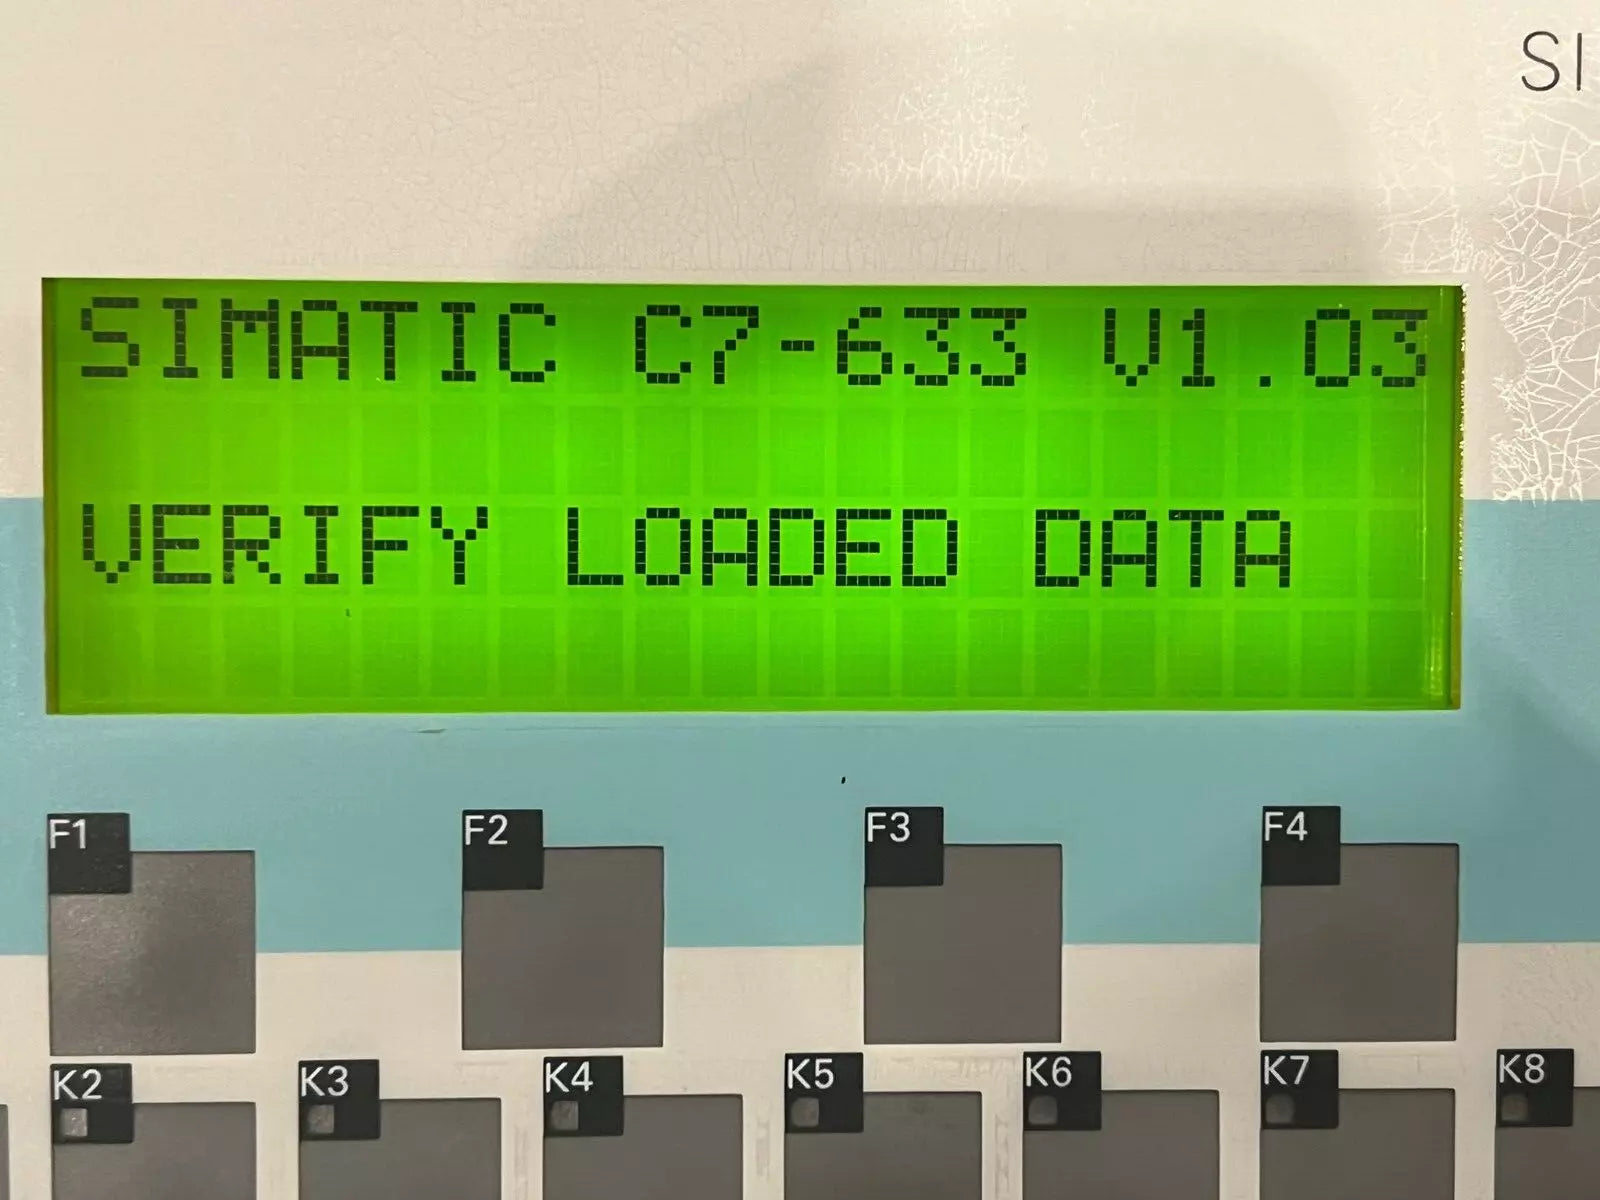 SI
SIMATIC C7-633 V1.03
VERIFY LOADED DATA
F1 F2 F3 F4
K2 K3 K4 K5 K6 K7 K8